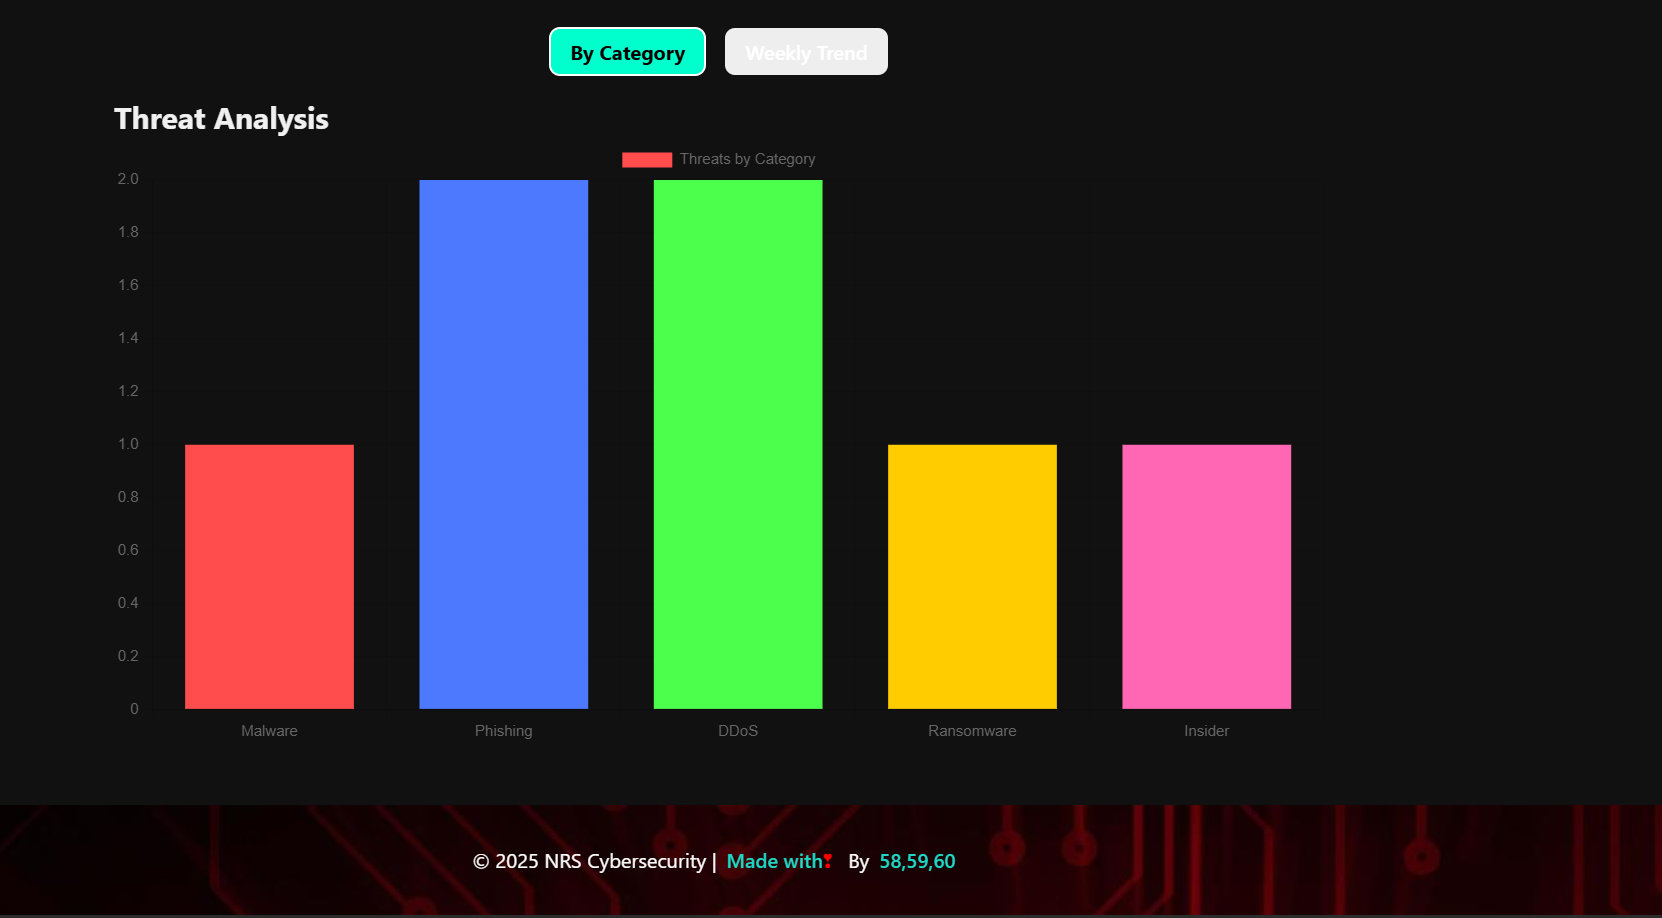 By Category
Weekly Trend
Threat Analysis
Threats by Category
2.0
1.8
1.6
1.4
1.2
1.0
0.8
0.6
0.4
0.2
0
Malware Phishing DDoS Ransomware Insider
© 2025 NRS Cybersecurity | Made with❣ By 58,59,60